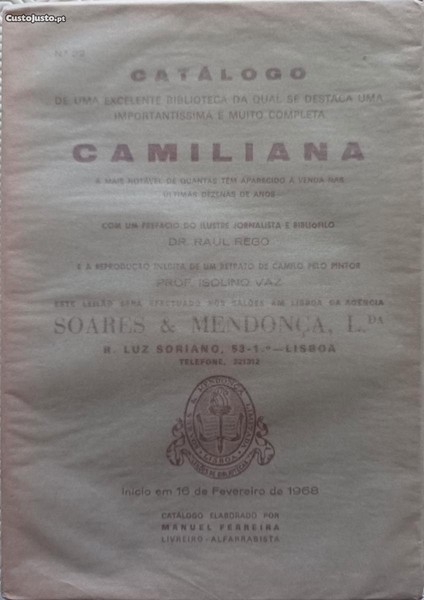 CustoJusto.pt
CATÁLOGO
DE UMA EXCELENTE BIBLIOTECA DA QUAL SE DESTACA UMA
IMPORTANTÍSSIMA E MUITO COMPLETA
CAMILIANA
A MAIS NOTÁVEL DE QUANTAS TÊM APARECIDO À VENDA NAS
ÚLTIMAS DEZENAS DE ANOS
COM UM PREFÁCIO DO ILUSTRE JORNALISTA E BIBLIÓFILO
DR. RAUL REGO
E A REPRODUÇÃO INÉDITA DE UM RETRATO DE CAMILO PELO PINTOR
PROF. ISOLINO VAZ
ESTE LEILÃO SERÁ EFECTUADO NOS SALÕES EM LISBOA DA AGÊNCIA
SOARES & MENDONÇA, L.DA
R. LUZ SORIANO, 53-1.º — LISBOA
TELEFONE, 321312
Início em 16 de Fevereiro de 1968
CATÁLOGO ELABORADO POR
MANUEL FERREIRA
LIVREIRO-ALFARRABISTA